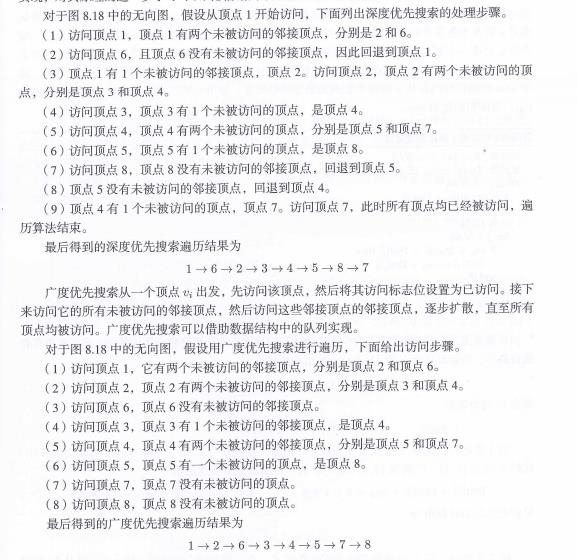 对于图 8.18 中的无向图，假设从顶点 1 开始访问，下面列出深度优先搜索的处理步骤。
（1）访问顶点 1，顶点 1 有两个未被访问的邻接顶点，分别是 2 和 6。
（2）访问顶点 6，且顶点 6 没有未被访问的邻接顶点，因此回退到顶点 1。
（3）顶点 1 有 1 个未被访问的邻接顶点，顶点 2。访问顶点 2，顶点 2 有两个未被访问的顶
点，分别是顶点 3 和顶点 4。
（4）访问顶点 3，顶点 3 有 1 个未被访问的顶点，是顶点 4。
（5）访问顶点 4，顶点 4 有两个未被访问的顶点，分别顶点 5 和顶点 7。
（6）访问顶点 5，顶点 5 有 1 个未被访问的顶点，是顶点 8。
（7）访问顶点 8，顶点 8 没有未被访问的邻接顶点，回退到顶点 5。
（8）顶点 5 没有未被访问的邻接顶点，回退到顶点 4。
（9）顶点 4 有 1 个未被访问的顶点，顶点 7。访问顶点 7，此时所有顶点均已经被访问，遍
历算法结束。
最后得到的深度优先搜索遍历结果为
1→6→2→3→4→5→8→7
广度优先搜索从一个顶点 vi 出发，先访问该顶点，然后将其访问标志位设置为已访问。接下
来访问它的所有未被访问的邻接顶点，然后访问这些邻接顶点的邻接顶点，逐步扩散，直至所有
顶点均被访问。广度优先搜索可以借助数据结构中的队列实现。
对于图 8.18 中的无向图，假设用广度优先搜索进行遍历，下面给出访问步骤。
（1）访问顶点 1，它有两个未被访问的邻接顶点，分别是顶点 2 和顶点 6。
（2）访问顶点 2，顶点 2 有两个未被访问的邻接顶点，分别是顶点 3 和顶点 4。
（3）访问顶点 6，顶点 6 没有未被访问的邻接顶点。
（4）访问顶点 3，顶点 3 有 1 个未被访问的邻接顶点，是顶点 4。
（5）访问顶点 4，顶点 4 有两个未被访问的邻接顶点，分别是顶点 5 和顶点 7。
（6）访问顶点 5，顶点 5 有一个未被访问的顶点，是顶点 8。
（7）访问顶点 7，顶点 7 没有未被访问的顶点。
（8）访问顶点 8，顶点 8 没有未被访问的顶点。
最后得到的广度优先搜索遍历结果为
1→2→6→3→4→5→7→8